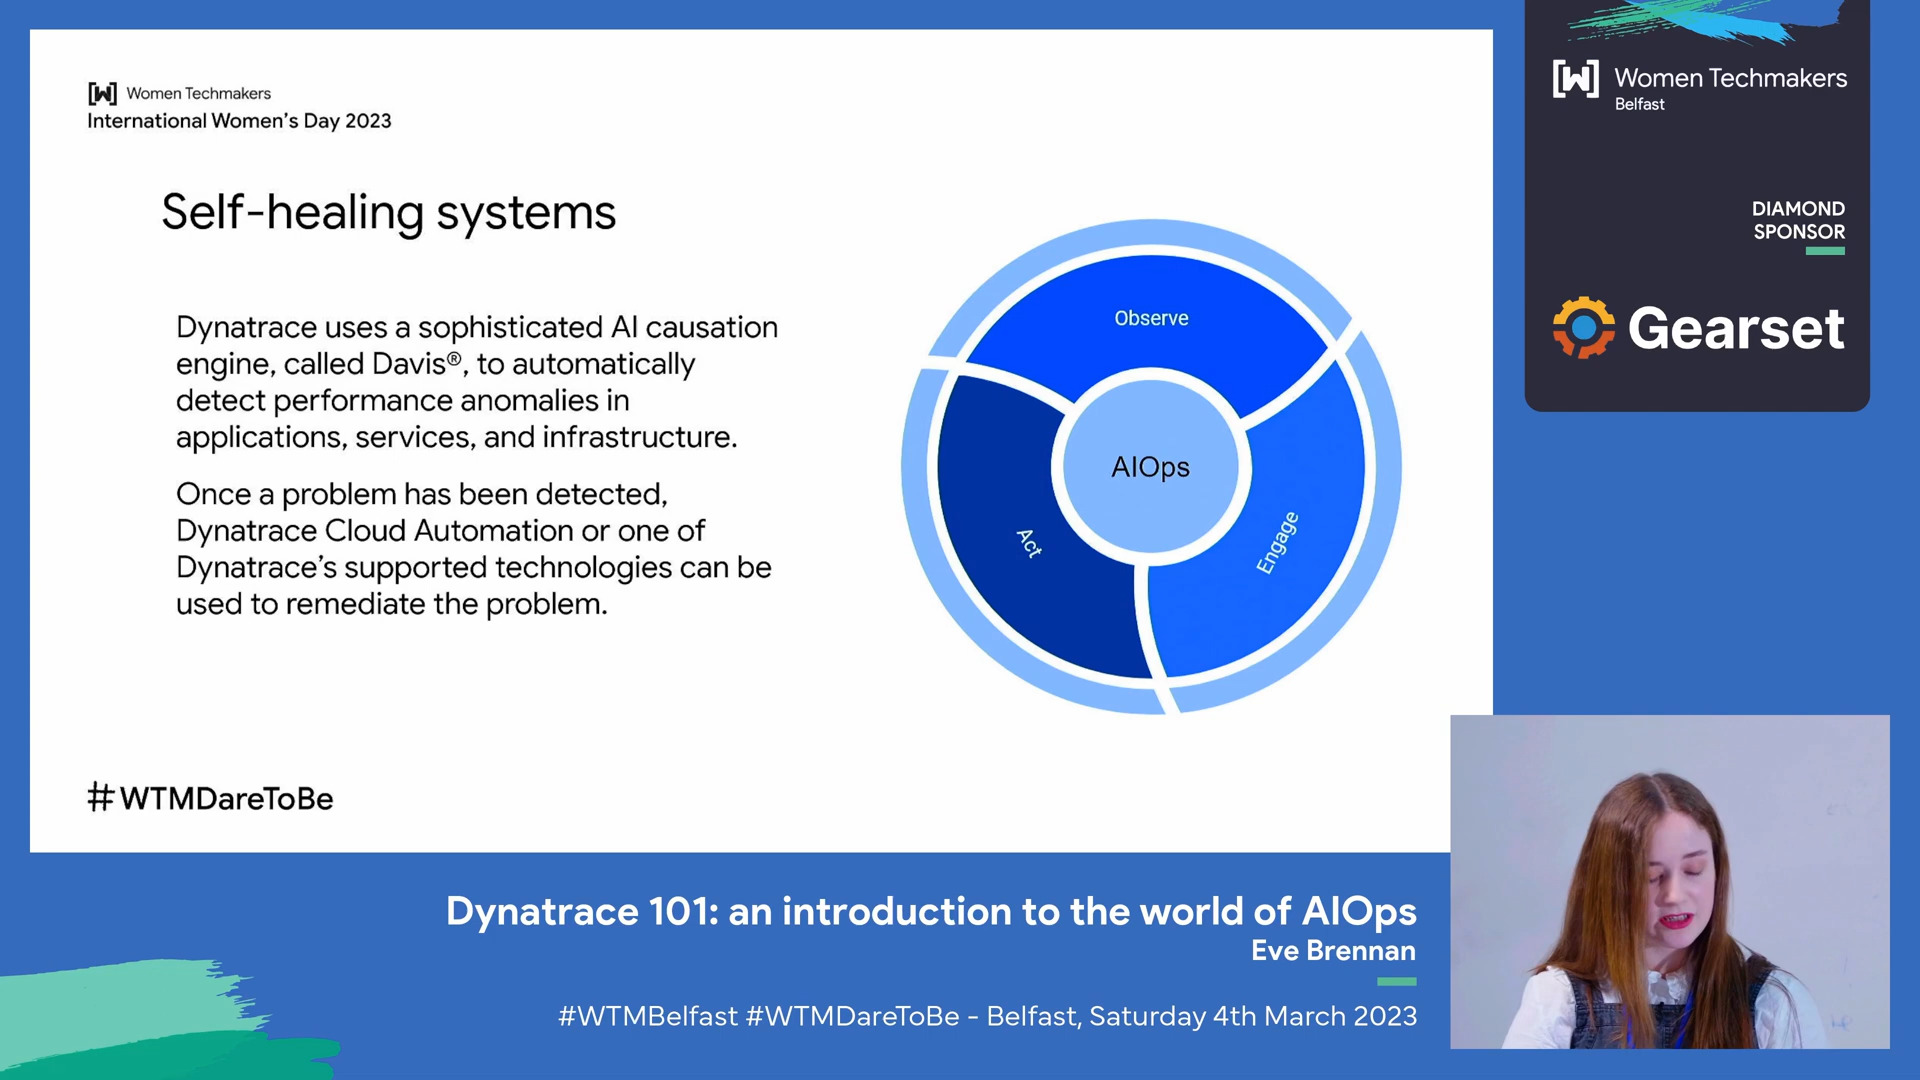 [W] Women Techmakers
International Women's Day 2023
Self-healing systems
Dynatrace uses a sophisticated AI causation
engine, called Davis®, to automatically
detect performance anomalies in
applications, services, and infrastructure.
Once a problem has been detected,
Dynatrace Cloud Automation or one of
Dynatrace's supported technologies can be
used to remediate the problem.
Observe
AIOps
Act
Engage
#WTMDareToBe
[W] Women Techmakers
Belfast
DIAMOND
SPONSOR
Gearset
Dynatrace 101: an introduction to the world of AIOps
Eve Brennan
#WTMBelfast #WTMDareToBe - Belfast, Saturday 4th March 2023